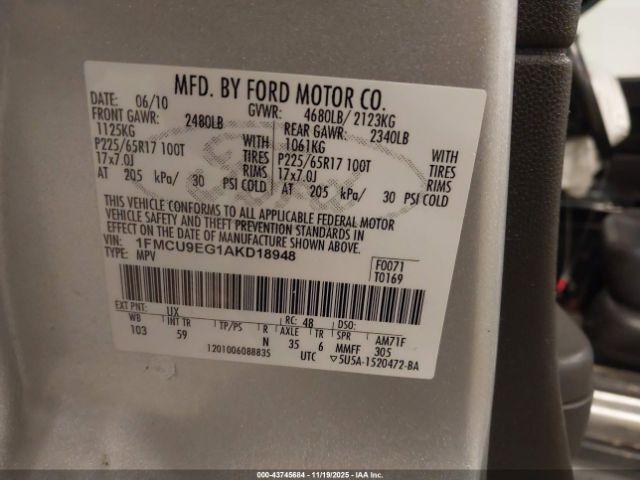 MFD. BY FORD MOTOR CO.
DATE: 06/10 GVWR: 4680LB/ 2123KG
FRONT GAWR: 2480LB REAR GAWR: 2340LB
1125KG WITH 1061KG WITH
P225/65R17 100T TIRES P225/65R17 100T TIRES
17x7.0J RIMS 17x7.0J RIMS
AT 205 kPa/ 30 PSI COLD AT 205 kPa/ 30 PSI COLD
THIS VEHICLE CONFORMS TO ALL APPLICABLE FEDERAL MOTOR
VEHICLE SAFETY AND THEFT PREVENTION STANDARDS IN EFFECT
ON THE DATE OF MANUFACTURE SHOWN ABOVE.
VIN: 1FMCU9EG1AKD18948 F0071
TYPE: MPV T0169
EXT PNT: UX RC: 48 DSO:
WB INT TR TP/PS R AXLE TR SPR AM71F
103 59 N 35 6 MMFF 305
12010060 88835 UTC ▽5U5A-1520472-BA
Ford
000-43745684 - 11/19/2025 - IAA Inc.